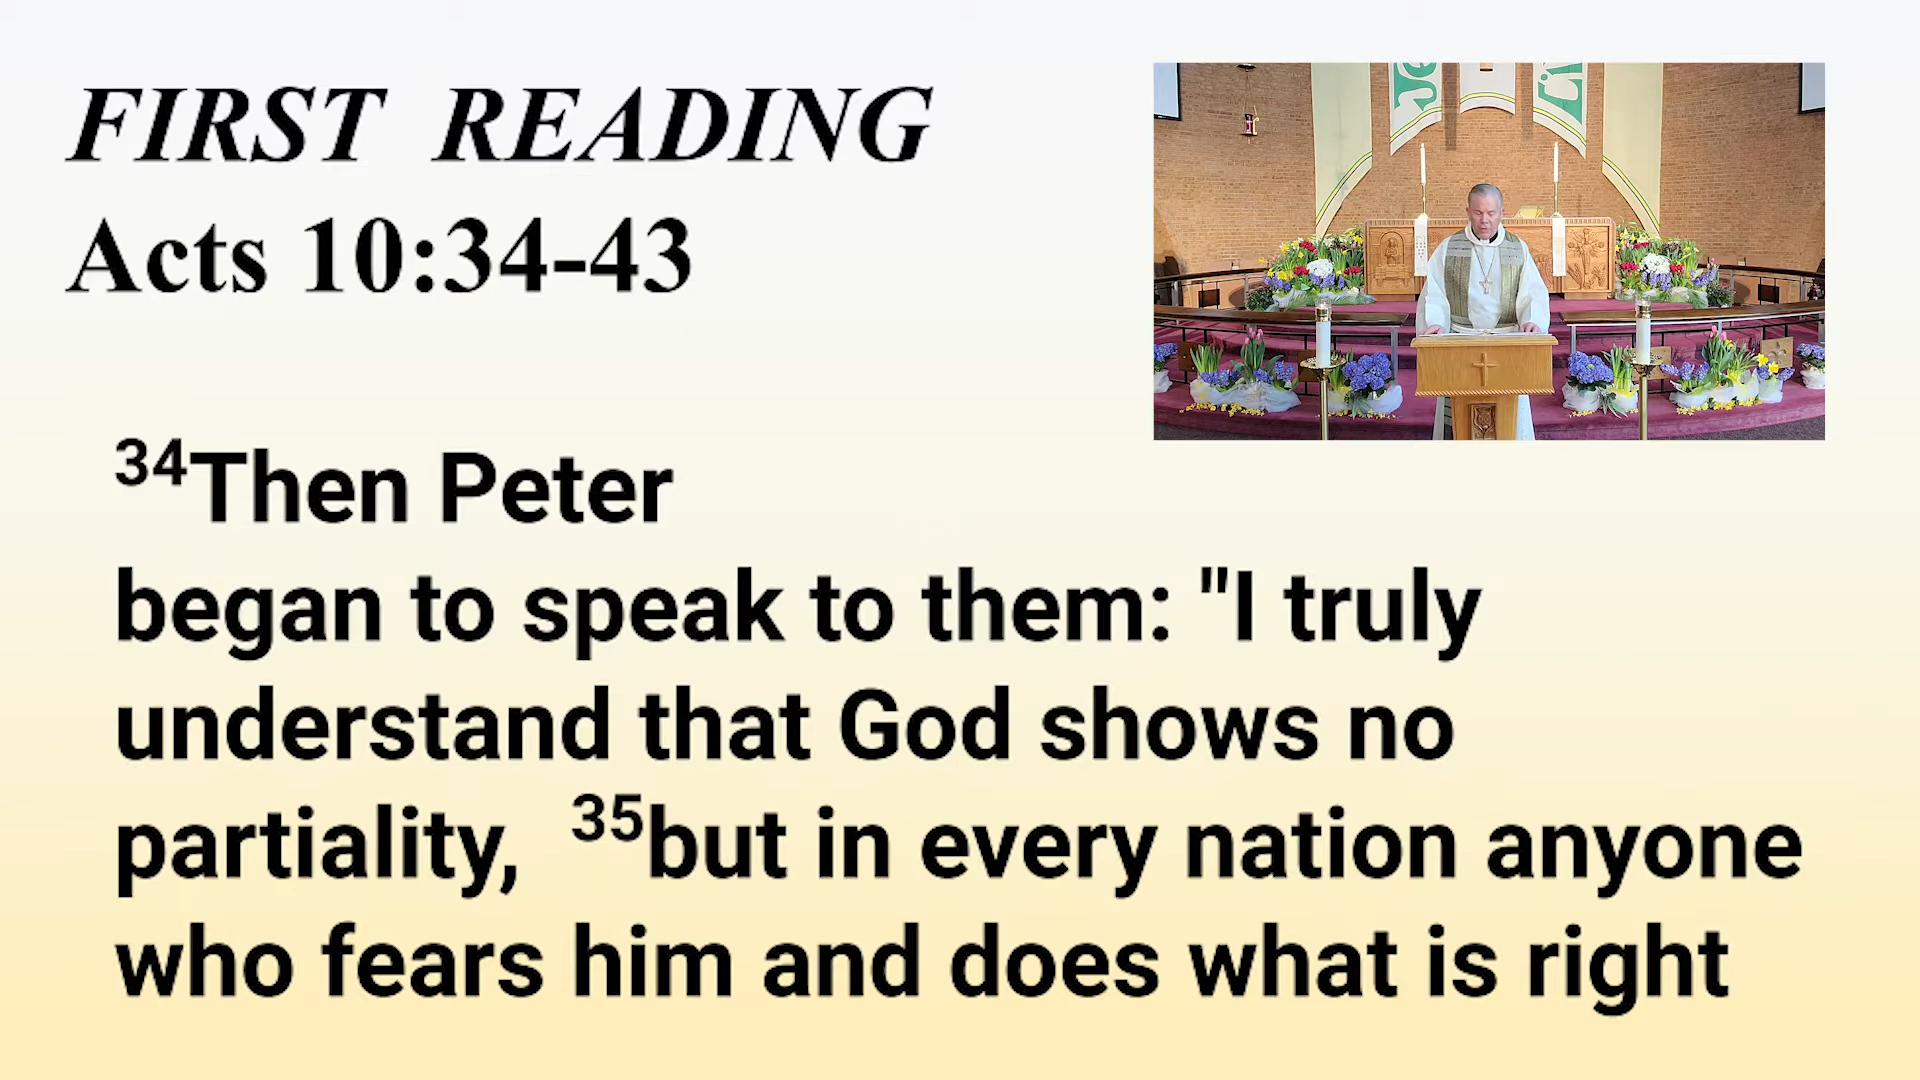 FIRST READING
Acts 10:34-43
34Then Peter
began to speak to them: "I truly
understand that God shows no
partiality, 35but in every nation anyone
who fears him and does what is right